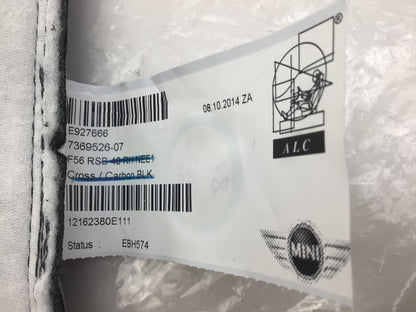 08.10.2014 ZA
E927666
7369526-07
F56 RSB 40 RH NEE1
Cross / Carbon BLK
12162380E111
Status : EBH574
®
ALC
MINI